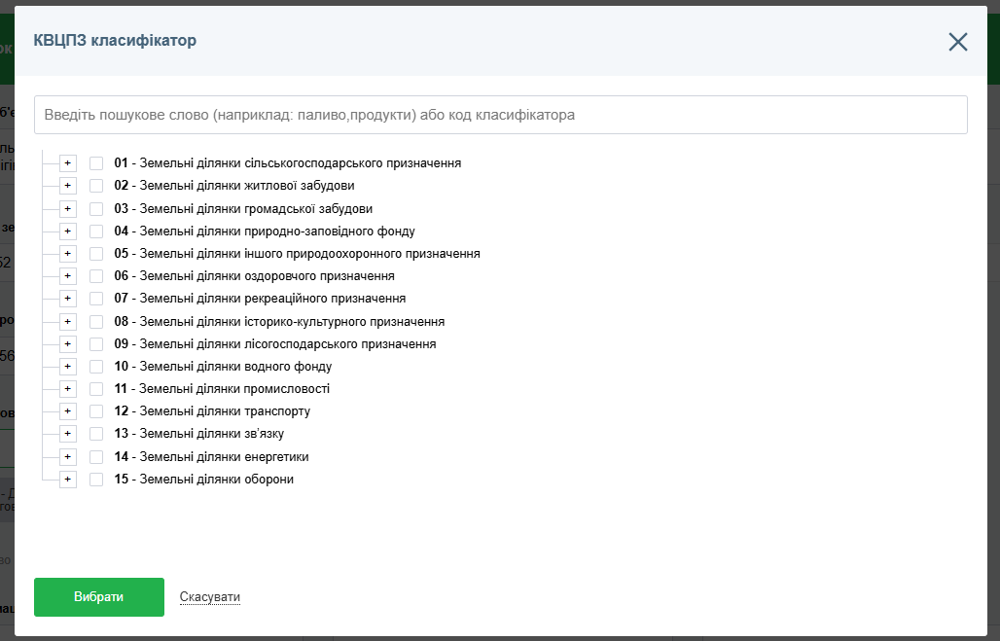 КВЦПЗ класифікатор
Введіть пошукове слово (наприклад: паливо,продукти) або код класифікатора
+ 01 - Земельні ділянки сільськогосподарського призначення
+ 02 - Земельні ділянки житлової забудови
+ 03 - Земельні ділянки громадської забудови
+ 04 - Земельні ділянки природно-заповідного фонду
+ 05 - Земельні ділянки іншого природоохоронного призначення
+ 06 - Земельні ділянки оздоровчого призначення
+ 07 - Земельні ділянки рекреаційного призначення
+ 08 - Земельні ділянки історико-культурного призначення
+ 09 - Земельні ділянки лісогосподарського призначення
+ 10 - Земельні ділянки водного фонду
+ 11 - Земельні ділянки промисловості
+ 12 - Земельні ділянки транспорту
+ 13 - Земельні ділянки зв’язку
+ 14 - Земельні ділянки енергетики
+ 15 - Земельні ділянки оборони
Вибрати Скасувати